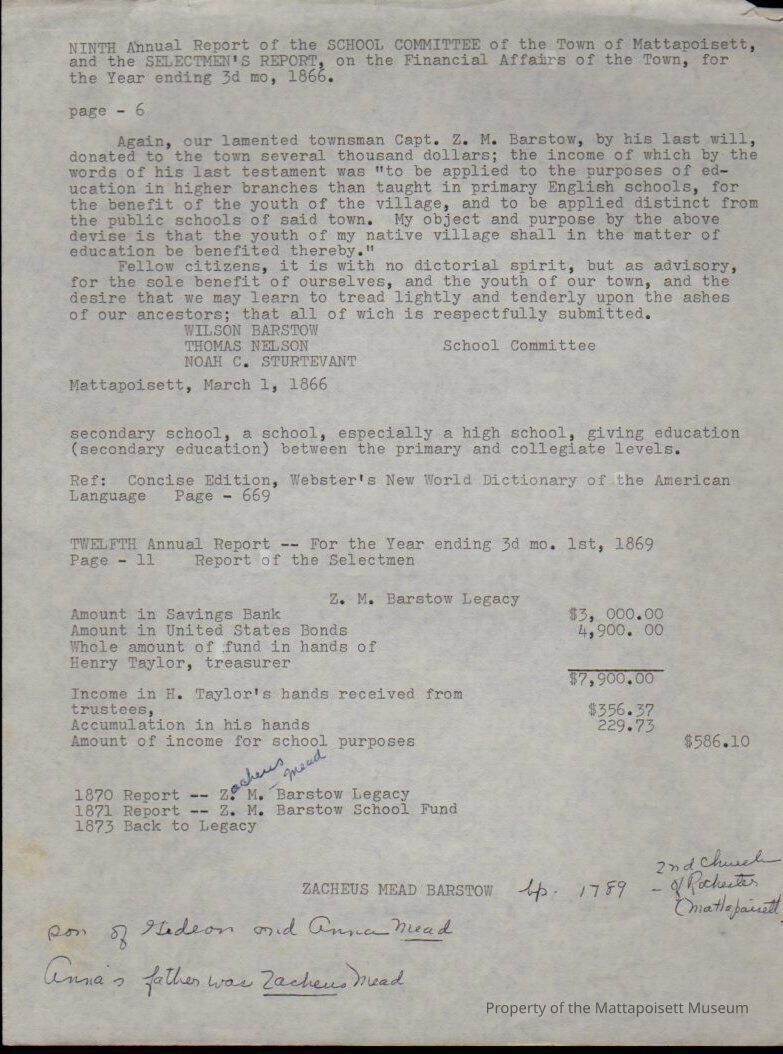 NINTH Annual Report of the SCHOOL COMMITTEE of the Town of Mattapoisett,
and the SELECTMEN'S REPORT, on the Financial Affairs of the Town, for
the Year ending 3d mo, 1866.
page - 6
Again, our lamented townsman Capt. Z. M. Barstow, by his last will,
donated to the town several thousand dollars; the income of which by the
words of his last testament was "to be applied to the purposes of ed-
ucation in higher branches than taught in primary English schools, for
the benefit of the youth of the village, and to be applied distinct from
the public schools of said town. My object and purpose by the above
devise is that the youth of my native village shall in the matter of
education be benefited thereby."
Fellow citizens, it is with no dictorial spirit, but as advisory,
for the sole benefit of ourselves, and the youth of our town, and the
desire that we may learn to tread lightly and tenderly upon the ashes
of our ancestors; that all of wich is respectfully submitted.
WILSON BARSTOW
THOMAS NELSON School Committee
NOAH C. STURTEVANT
Mattapoisett, March 1, 1866
secondary school, a school, especially a high school, giving education
(secondary education) between the primary and collegiate levels.
Ref: Concise Edition, Webster's New World Dictionary of the American
Language Page - 669
TWELFTH Annual Report -- For the Year ending 3d mo. 1st, 1869
Page - 11 Report of the Selectmen
Z. M. Barstow Legacy
Amount in Savings Bank $3, 000.00
Amount in United States Bonds 4,900. 00
Whole amount of fund in hands of
Henry Taylor, treasurer
$7,900.00
Income in H. Taylor's hands received from
trustees, $356.37
Accumulation in his hands 229.73
Amount of income for school purposes $586.10
acheus Mead
1870 Report -- Z. M. Barstow Legacy
1871 Report -- Z. M. Barstow School Fund
1873 Back to Legacy
ZACHEUS MEAD BARSTOW bp. 1789 - 2nd Church
of Rochester
(Mattapoisett)
son of Gedeon and Anna Mead
Anna's father was Zacheus Mead
Property of the Mattapoisett Museum